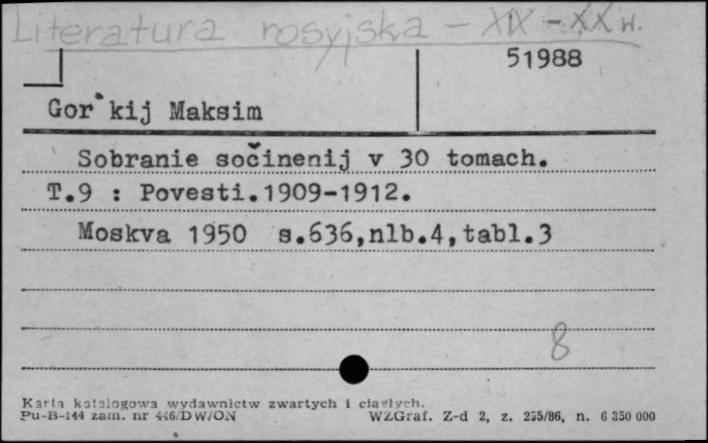 Literatura rosyjska - XIX - XX w.
51988
Gor'kij Maksim
Sobranie sočinenij v 30 tomach.
T.9 : Povesti.1909-1912.
Moskva 1950 s.636,nlb.4,tabl.3
8
Karta katalogowa wydawnictw zwartych i ciągłych.
Pu-B-144 zam. nr 446/DW/ON WZGraf. Z-d 2, z. 235/86, n. 6 350 000